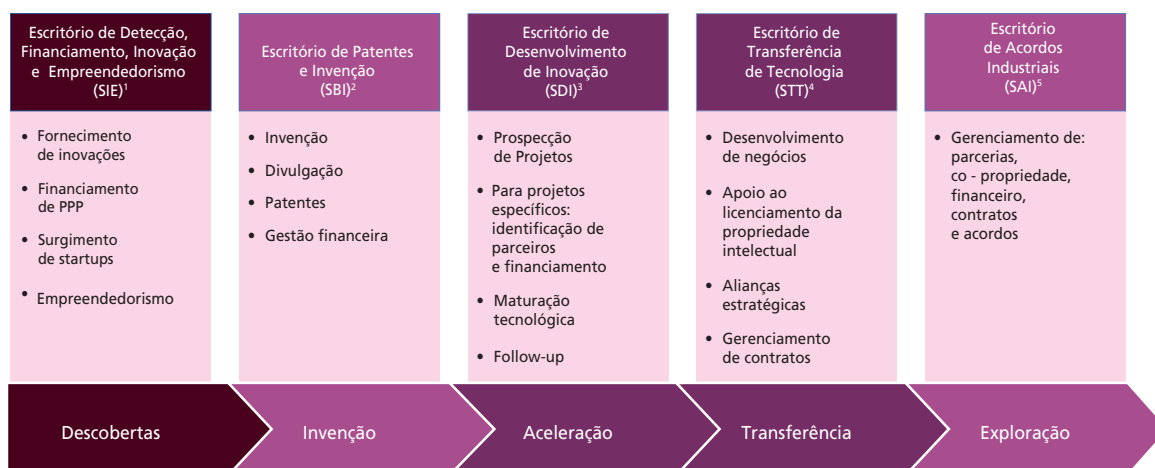 Escritório de Detecção,
Financiamento, Inovação
e Empreendedorismo
(SIE)¹
• Fornecimento
de inovações
• Financiamento
de PPP
• Surgimento
de startups
• Empreendedorismo
Escritório de Patentes
e Invenção
(SBI)²
• Invenção
• Divulgação
• Patentes
• Gestão financeira
Escritório de
Desenvolvimento
de Inovação
(SDI)³
• Prospecção
de Projetos
• Para projetos
específicos:
identificação de
parceiros
e financiamento
• Maturação
tecnológica
• Follow-up
Escritório de
Transferência
de Tecnologia
(STT)⁴
• Desenvolvimento
de negócios
• Apoio ao
licenciamento da
propriedade
intelectual
• Alianças
estratégicas
• Gerenciamento
de contratos
Escritório
de Acordos
Industriais
(SAI)⁵
• Gerenciamento de:
parcerias,
co - propriedade,
financeiro,
contratos
e acordos
Descobertas
Invenção
Aceleração
Transferência
Exploração